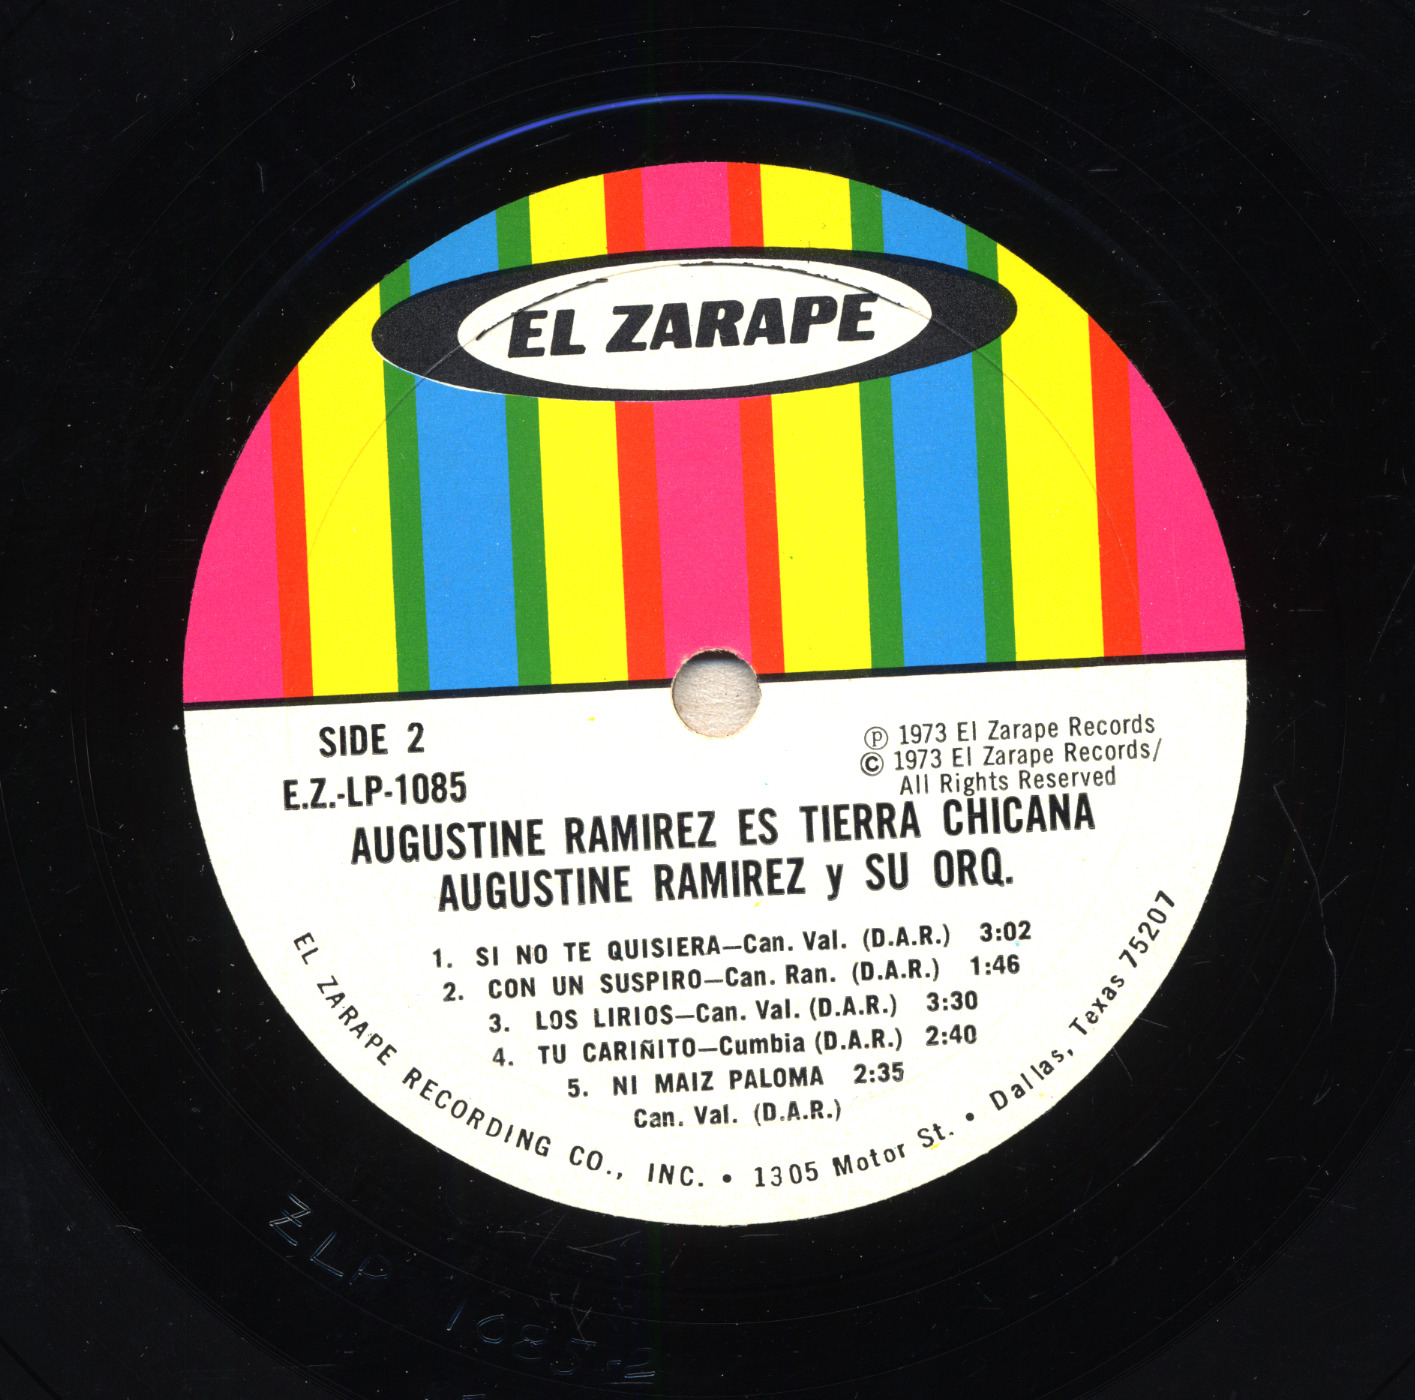 EL ZARAPE
SIDE 2
E.Z.-LP-1085
Ⓟ 1973 El Zarape Records
© 1973 El Zarape Records/
All Rights Reserved
AUGUSTINE RAMIREZ ES TIERRA CHICANA
AUGUSTINE RAMIREZ y SU ORQ.
1. SI NO TE QUISIERA—Can. Val. (D.A.R.) 3:02
2. CON UN SUSPIRO—Can. Ran. (D.A.R.) 1:46
3. LOS LIRIOS—Can. Val. (D.A.R.) 3:30
4. TU CARIÑITO—Cumbia (D.A.R.) 2:40
5. NI MAIZ PALOMA 2:35
Can. Val. (D.A.R.)
EL ZARAPE RECORDING CO., INC. • 1305 Motor St. • Dallas, Texas 75207
ZLP 1085-2